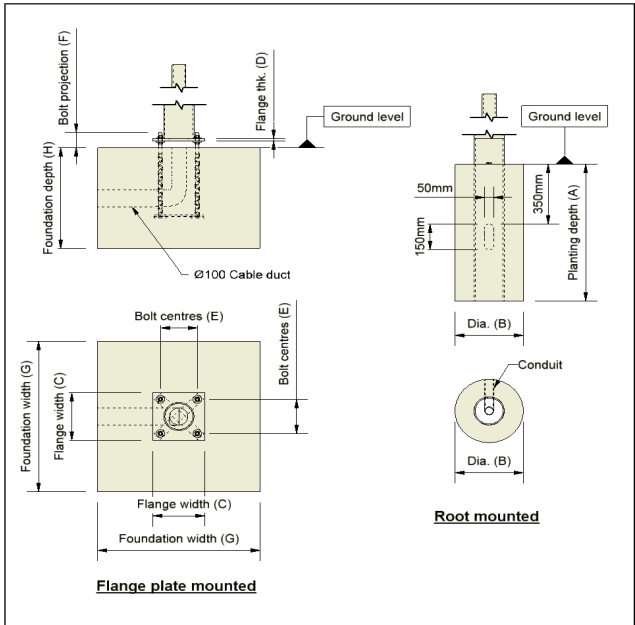 Bolt projection (F)
Flange thk. (D)
Ground level
Foundation depth (H)
Ø100 Cable duct
Bolt centres (E)
Bolt centres (E)
Foundation width (G)
Flange width (C)
Flange width (C)
Foundation width (G)
Flange plate mounted
Ground level
50mm
350mm
150mm
Planting depth (A)
Dia. (B)
Conduit
Dia. (B)
Root mounted